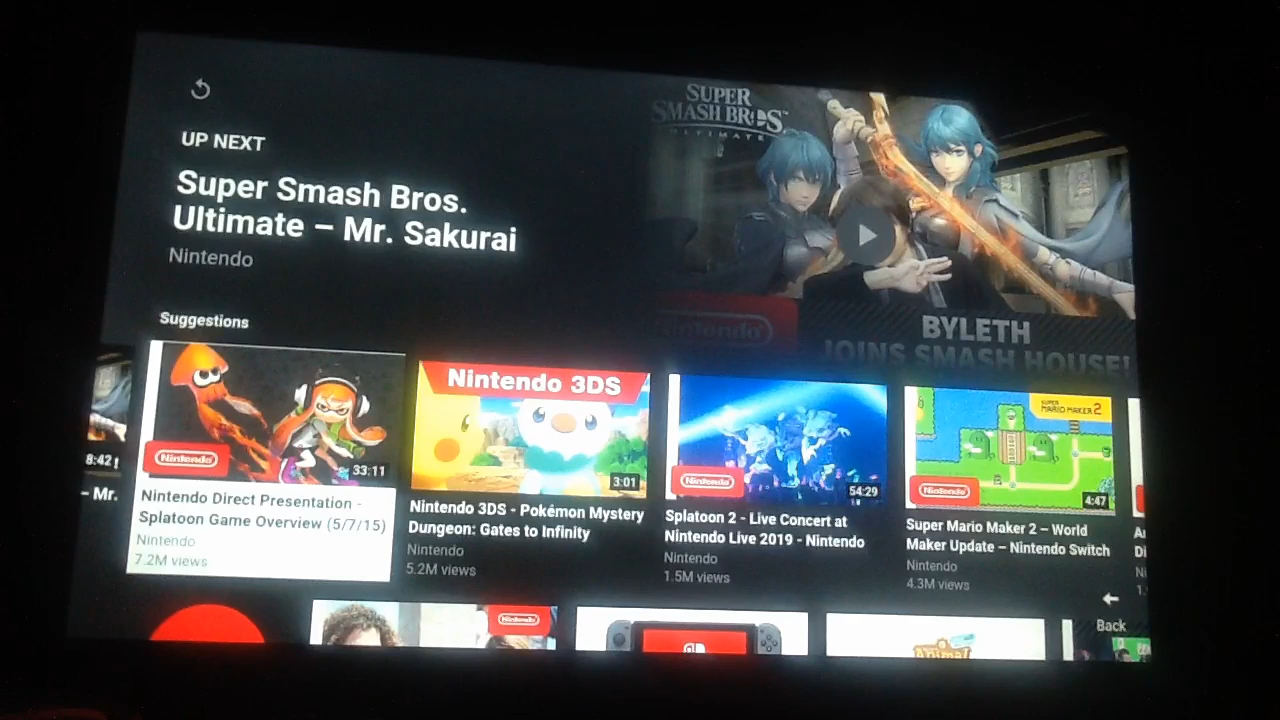 SUPER
SMASH BROS
ULTIMATE
UP NEXT
Super Smash Bros.
Ultimate – Mr. Sakurai
Nintendo
Nintendo
BYLETH
JOINS SMASH HOUSE!
Suggestions
8:42
– Mr.
Nintendo
33:11
Nintendo Direct Presentation -
Splatoon Game Overview (5/7/15)
Nintendo
7.2M views
Nintendo 3DS
3:01
Nintendo 3DS - Pokémon Mystery
Dungeon: Gates to Infinity
Nintendo
5.2M views
Nintendo
54:29
Splatoon 2 - Live Concert at
Nintendo Live 2019 - Nintendo
Nintendo
1.5M views
SUPER
MARIO MAKER 2
Nintendo
4:47
Super Mario Maker 2 – World
Maker Update – Nintendo Switch
Nintendo
4.3M views
Back
Nintendo
Animal